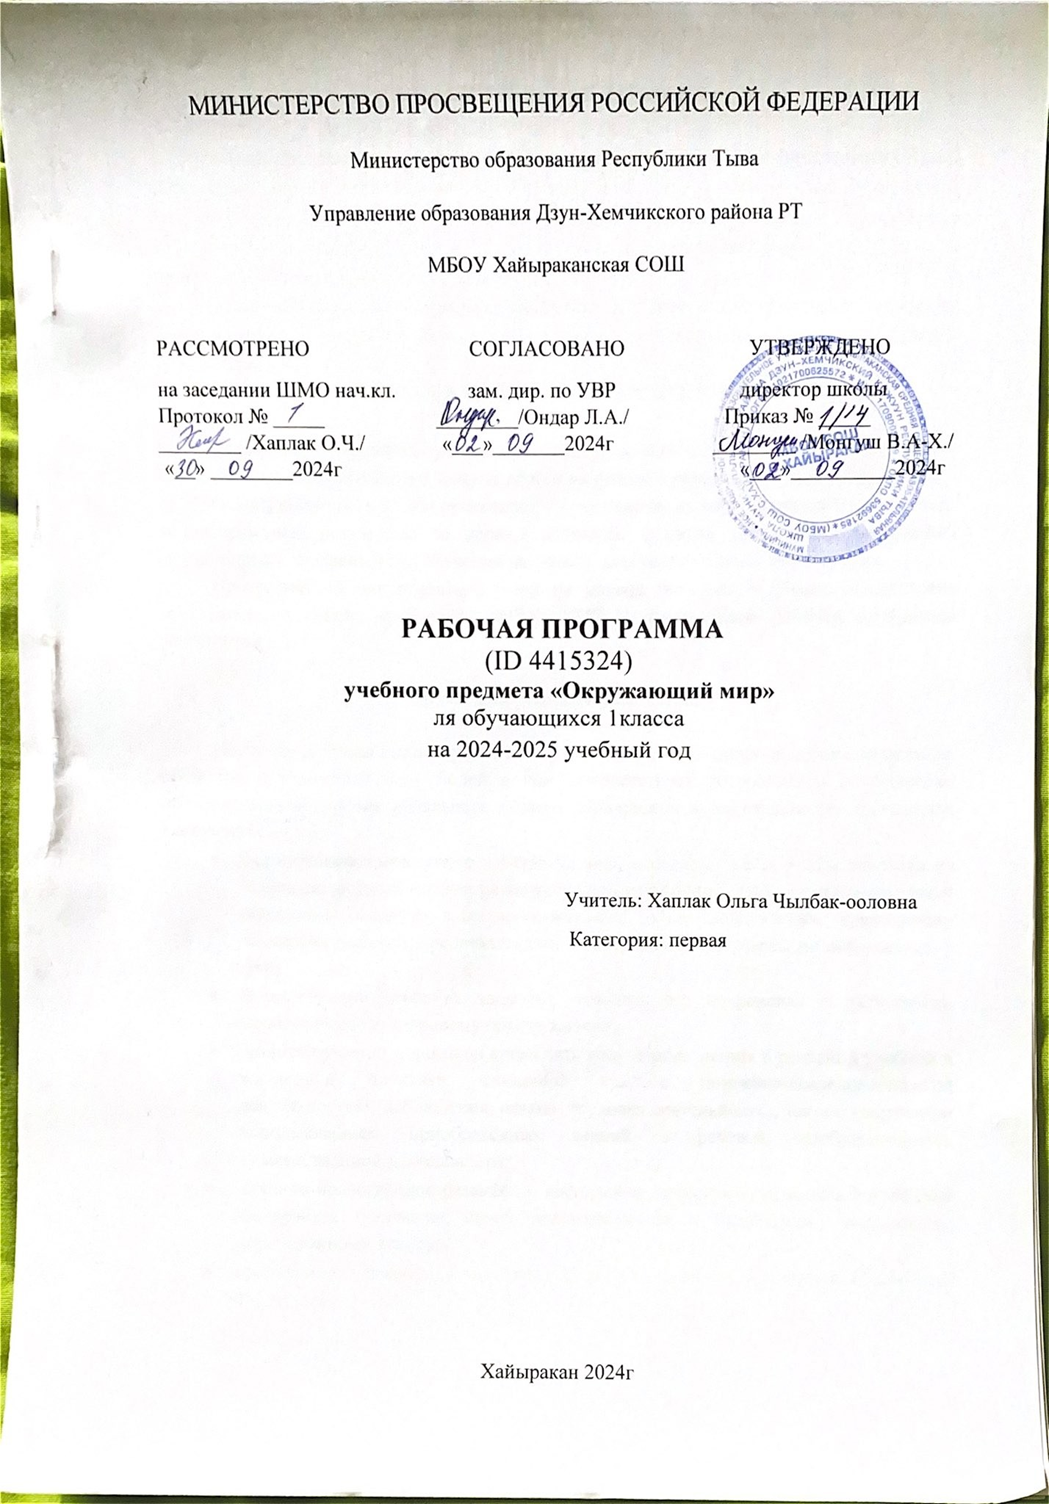 МИНИСТЕРСТВО ПРОСВЕЩЕНИЯ РОССИЙСКОЙ ФЕДЕРАЦИИ
Министерство образования Республики Тыва
Управление образования Дзун-Хемчикского района РТ
МБОУ Хайыраканская СОШ
РАССМОТРЕНО
на заседании ШМО нач.кл.
Протокол № 1
/Хаплак О.Ч./
«30» 09 2024г
СОГЛАСОВАНО
зам. дир. по УВР
/Ондар Л.А./
«02» 09 2024г
УТВЕРЖДЕНО
директор школы
Приказ № 1/14
/Монгуш В.А-Х./
«02» 09 2024г
РАБОЧАЯ ПРОГРАММА
(ID 4415324)
учебного предмета «Окружающий мир»
ля обучающихся 1класса
на 2024-2025 учебный год
Учитель: Хаплак Ольга Чылбак-ооловна
Категория: первая
Хайыракан 2024г